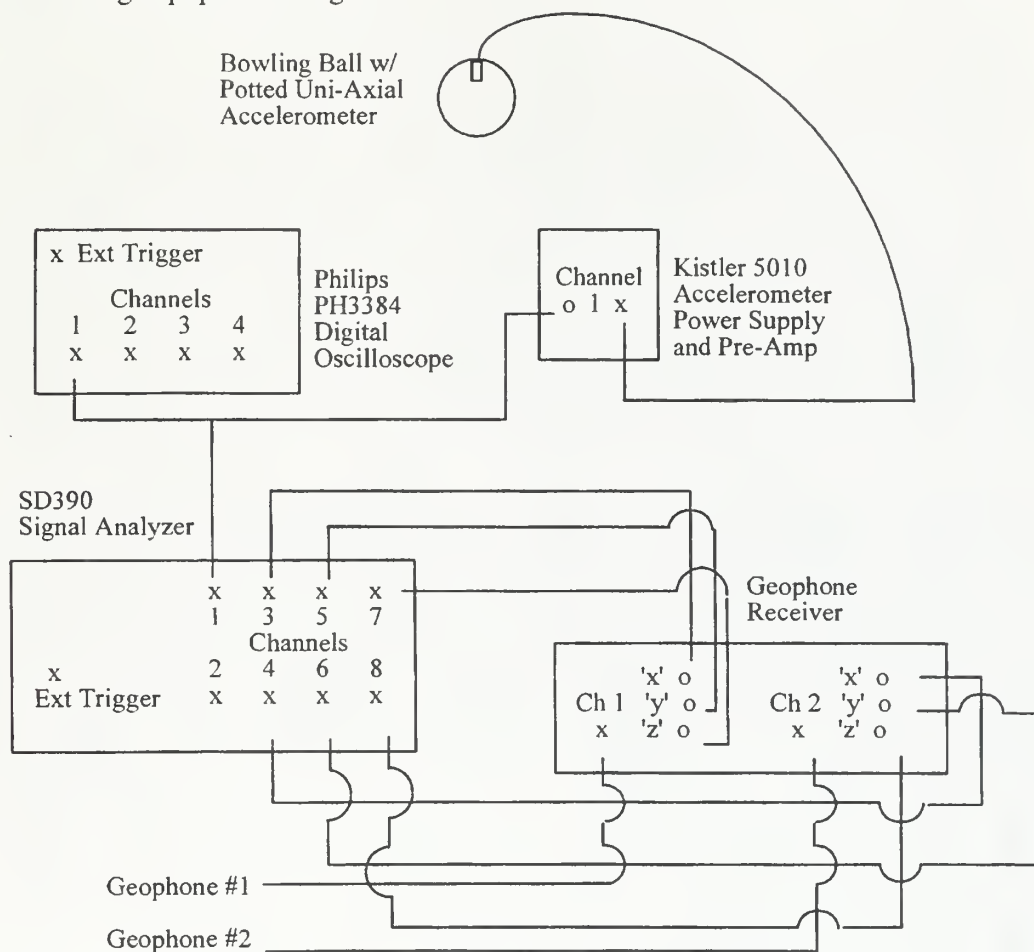 Bowling Ball w/
Potted Uni-Axial
Accelerometer
x Ext Trigger
Channels
1 2 3 4
x x x x
Philips
PH3384
Digital
Oscilloscope
Channel
o 1 x
Kistler 5010
Accelerometer
Power Supply
and Pre-Amp
SD390
Signal Analyzer
x x x x
1 3 5 7
Channels
x 2 4 6 8
Ext Trigger x x x x
Geophone
Receiver
'x' o 'x' o
Ch 1 'y' o Ch 2 'y' o
x 'z' o x 'z' o
Geophone #1
Geophone #2